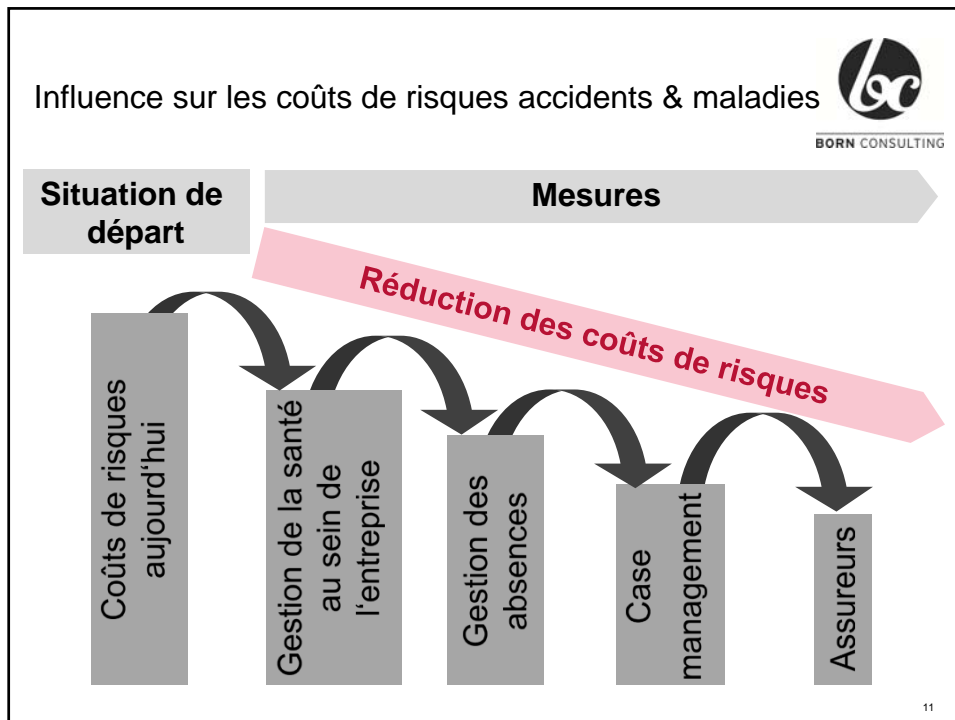 Influence sur les coûts de risques accidents & maladies
bc
BORN CONSULTING
Situation de
départ
Mesures
Réduction des coûts de risques
Coûts de risques
aujourd‘hui
Gestion de la santé
au sein de
l‘entreprise
Gestion des
absences
Case
management
Assureurs
11